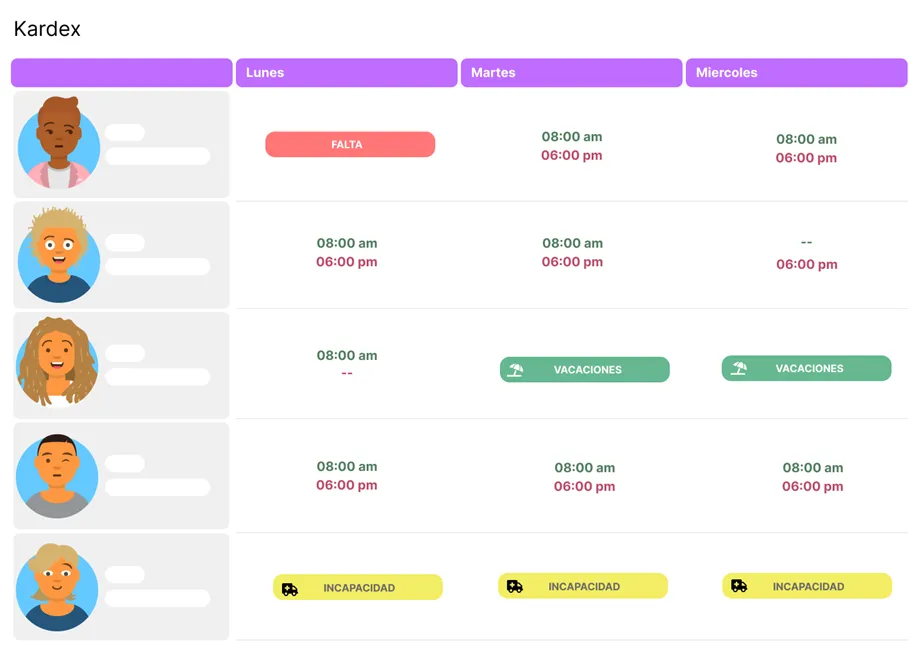 Kardex
Lunes Martes Miercoles
FALTA 08:00 am 08:00 am
06:00 pm 06:00 pm
08:00 am 08:00 am --
06:00 pm 06:00 pm 06:00 pm
08:00 am VACACIONES VACACIONES
--
08:00 am 08:00 am 08:00 am
06:00 pm 06:00 pm 06:00 pm
INCAPACIDAD INCAPACIDAD INCAPACIDAD